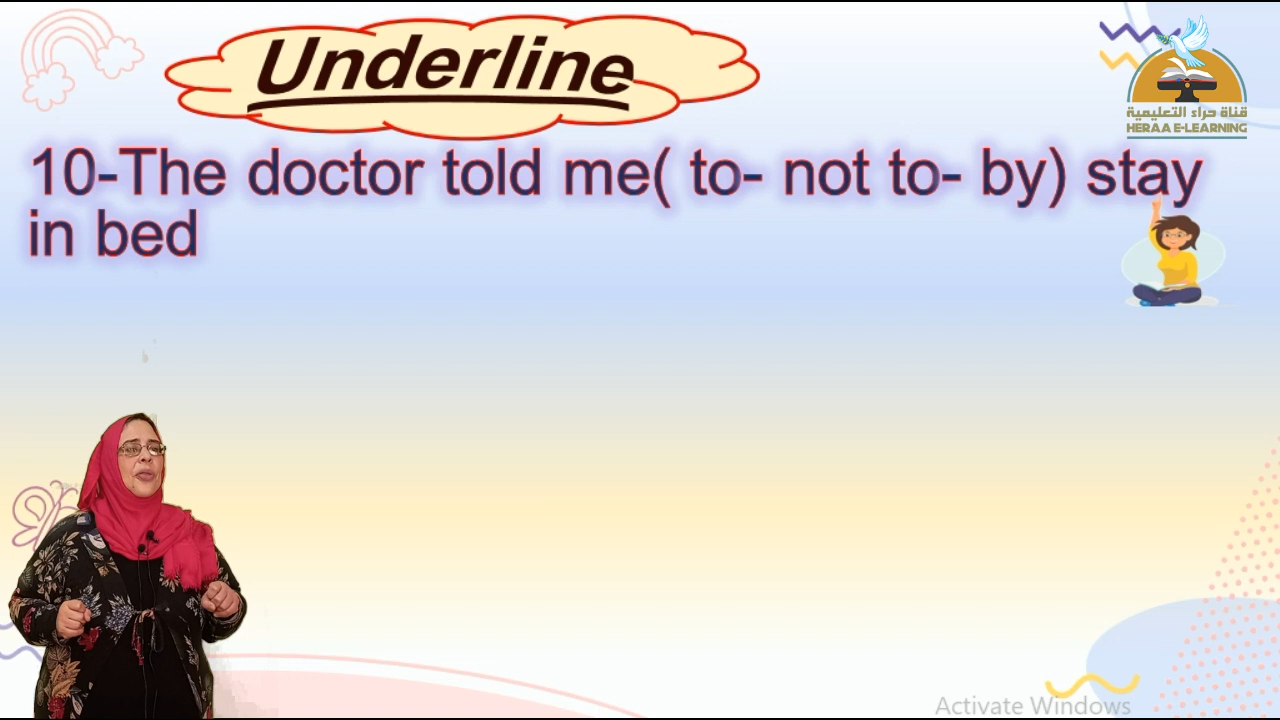 Underline
قناة حراء التعليمية
HERAA E-LEARNING
10-The doctor told me( to- not to- by) stay
in bed
Activate Windows